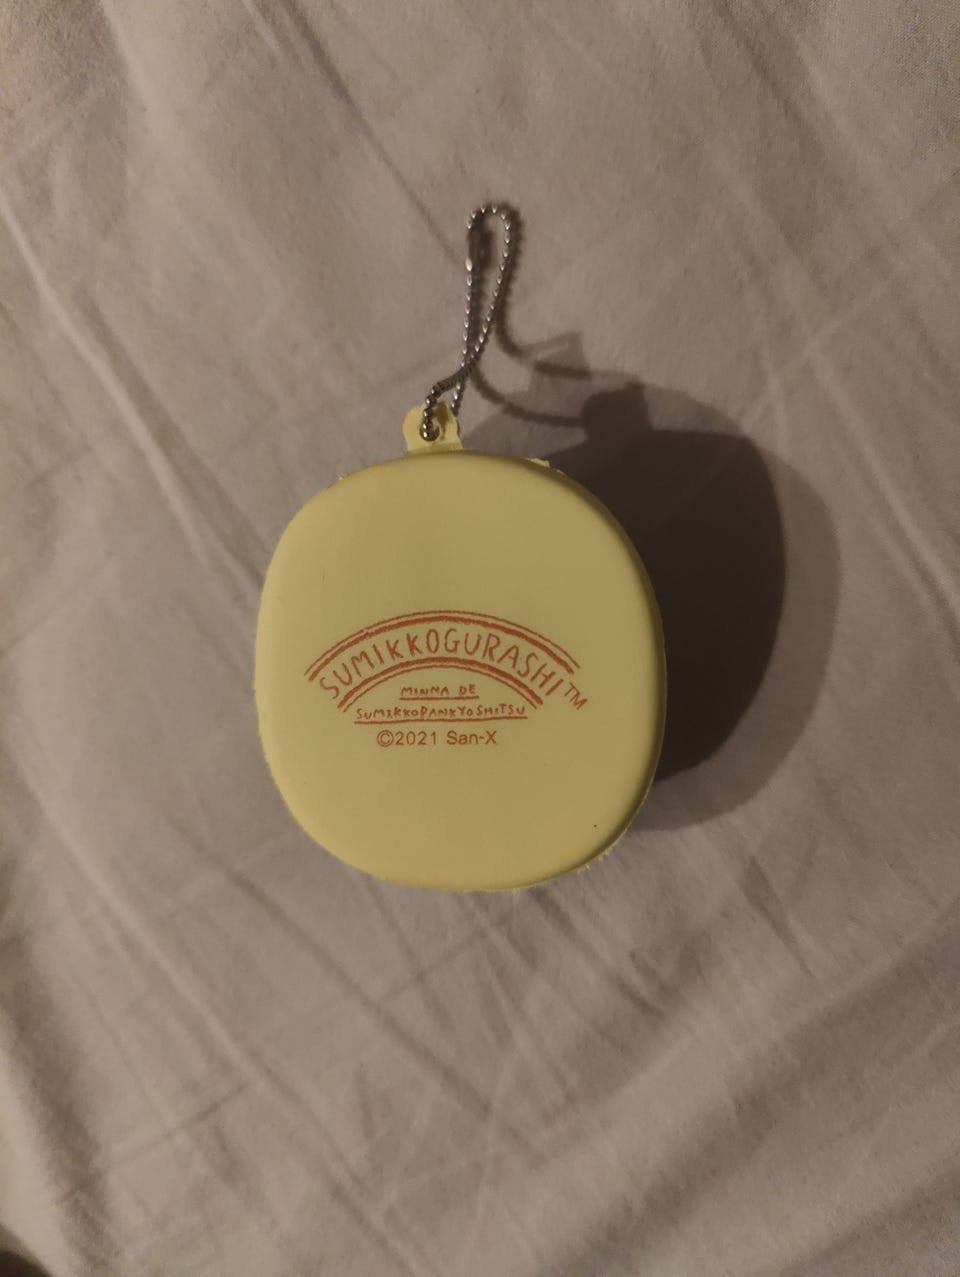 SUMIKKOGURASHI™
MINNA DE
SUMIKKOPANKYOSHITSU
©2021 San-X